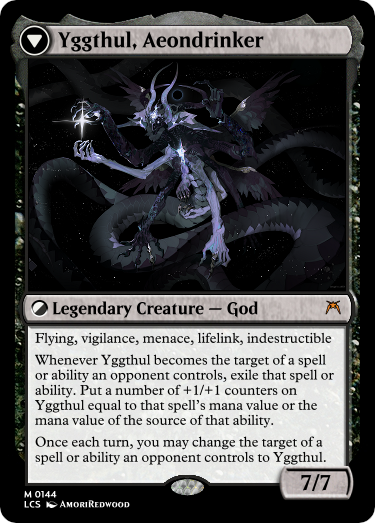 Yggthul, Aeondrinker
Legendary Creature — God
Flying, vigilance, menace, lifelink, indestructible
Whenever Yggthul becomes the target of a spell
or ability an opponent controls, exile that spell or
ability. Put a number of +1/+1 counters on
Yggthul equal to that spell's mana value or the
mana value of the source of that ability.
Once each turn, you may change the target of a
spell or ability an opponent controls to Yggthul.
7/7
M 0144
LCS AmoriRedwood